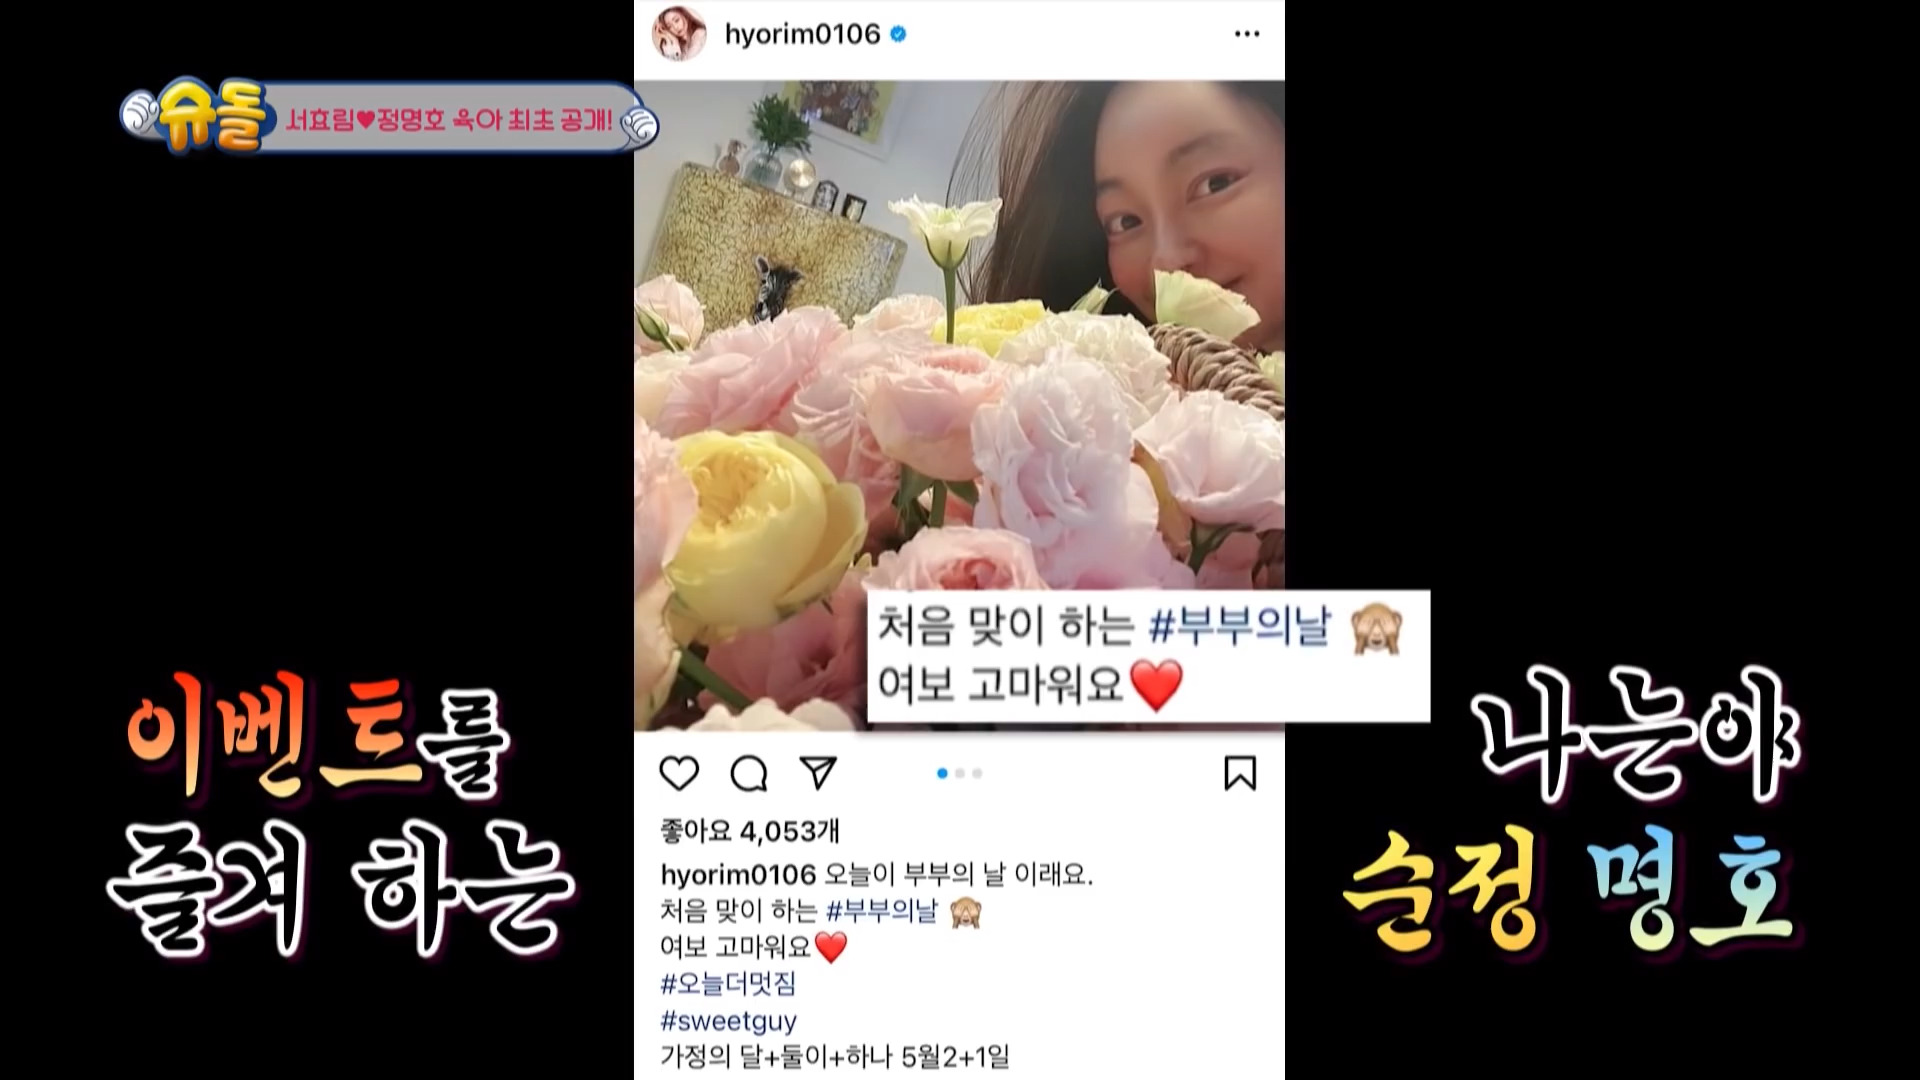 hyorim0106
슈돌 서효림♥정명호 육아 최초 공개!
처음 맞이 하는 #부부의날 🙈
여보 고마워요❤️
이벤트를
즐겨 하는
나는야
순정 명호
좋아요 4,053개
hyorim0106 오늘이 부부의 날 이래요.
처음 맞이 하는 #부부의날 🙈
여보 고마워요❤️
#오늘더멋짐
#sweetguy
가정의 달+둘이+하나 5월2+1일